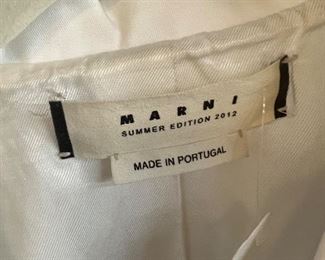 MARNI
SUMMER EDITION 2012
MADE IN PORTUGAL